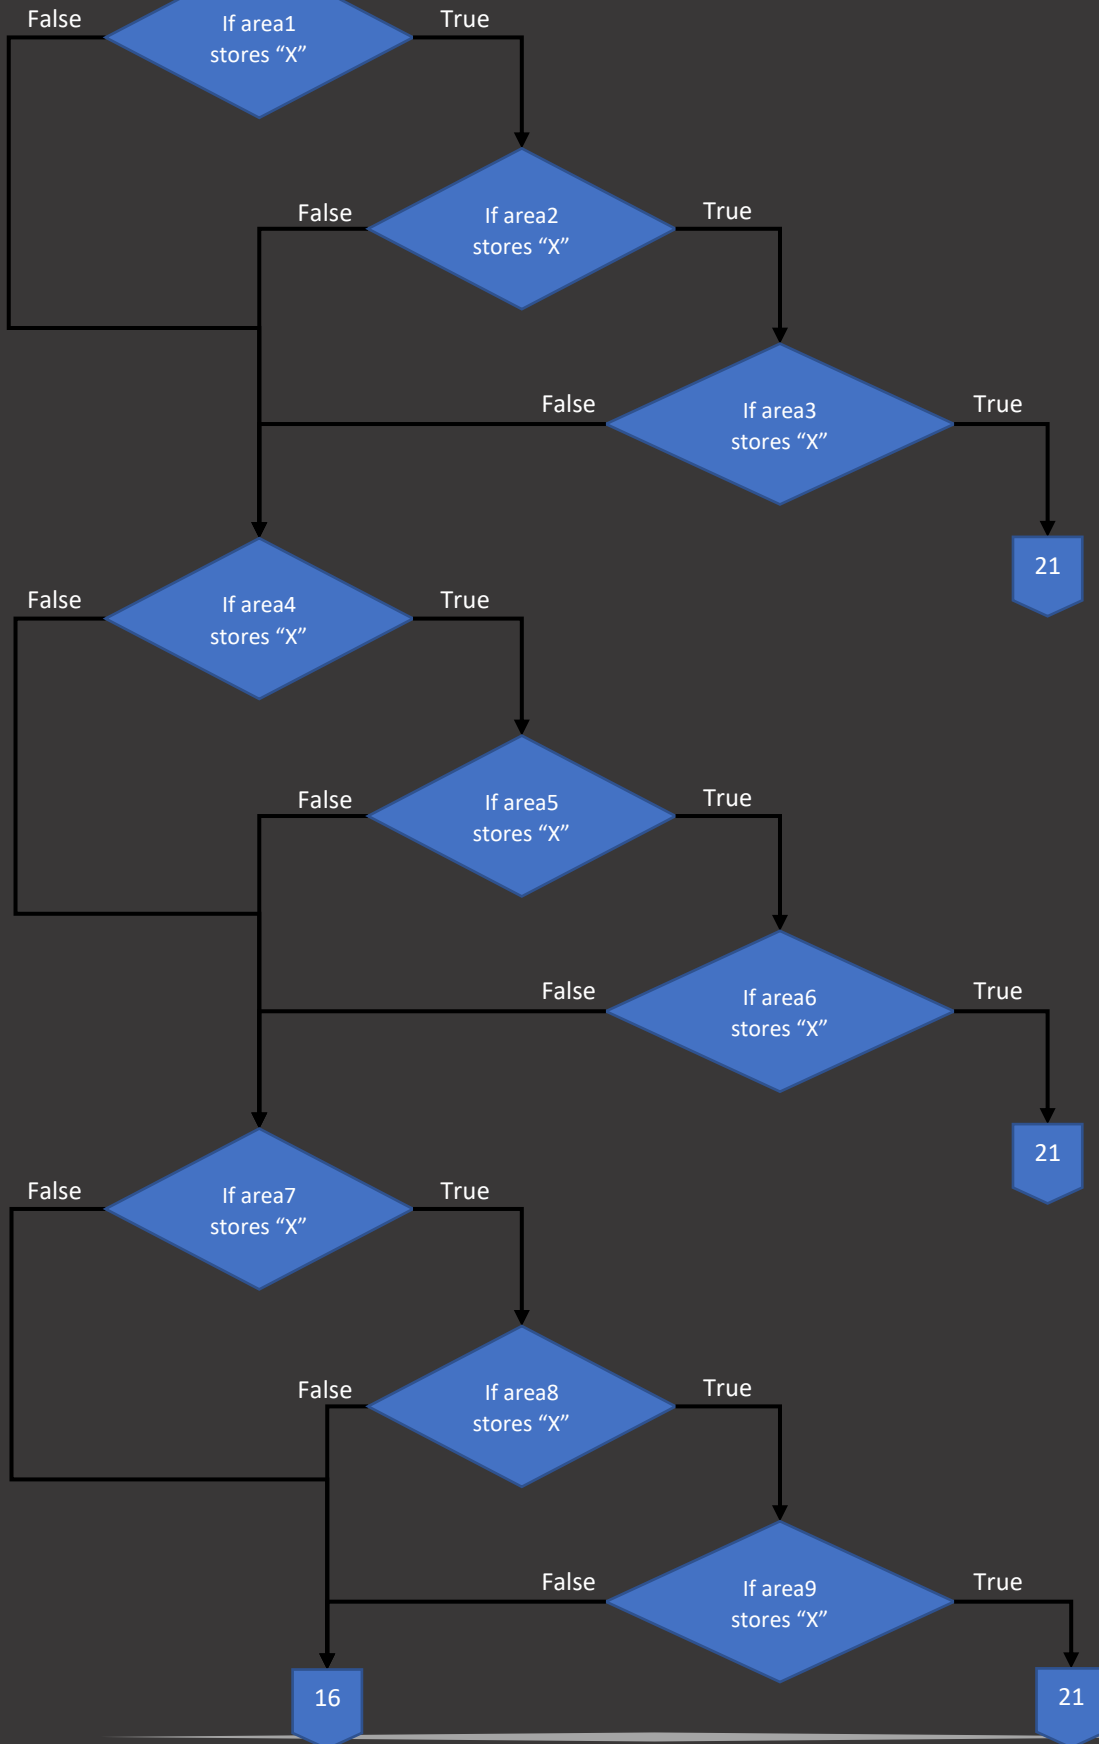 False
True
If area1
stores “X”
False
True
If area2
stores “X”
False
True
If area3
stores “X”
21
False
True
If area4
stores “X”
False
True
If area5
stores “X”
False
True
If area6
stores “X”
21
False
True
If area7
stores “X”
False
True
If area8
stores “X”
False
True
If area9
stores “X”
16
21